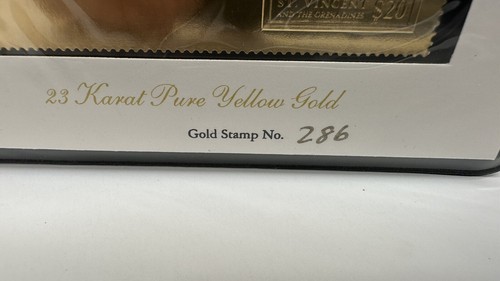 ST. VINCENT
AND THE GRENADINES $20
23 Karat Pure Yellow Gold
Gold Stamp No. 286